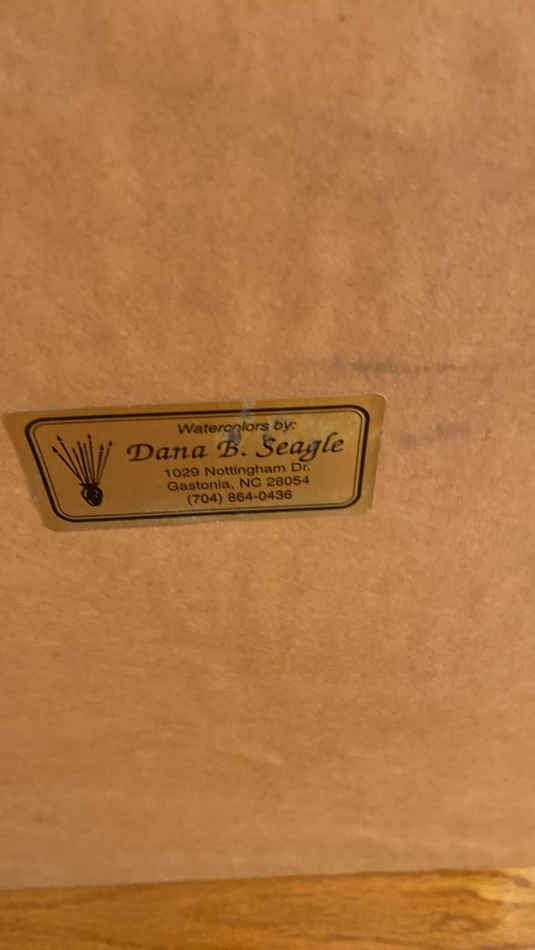 Watercolors by:
Dana B. Seagle
1029 Nottingham Dr.
Gastonia, NC 28054
(704) 864-0436